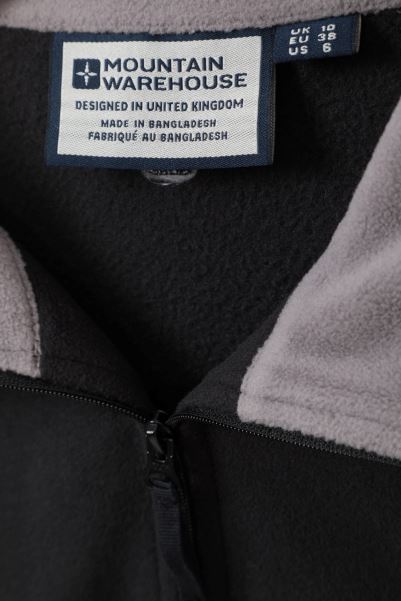 MOUNTAIN
WAREHOUSE
DESIGNED IN UNITED KINGDOM
MADE IN BANGLADESH
FABRIQUÉ AU BANGLADESH
UK 10
EU 38
US 6